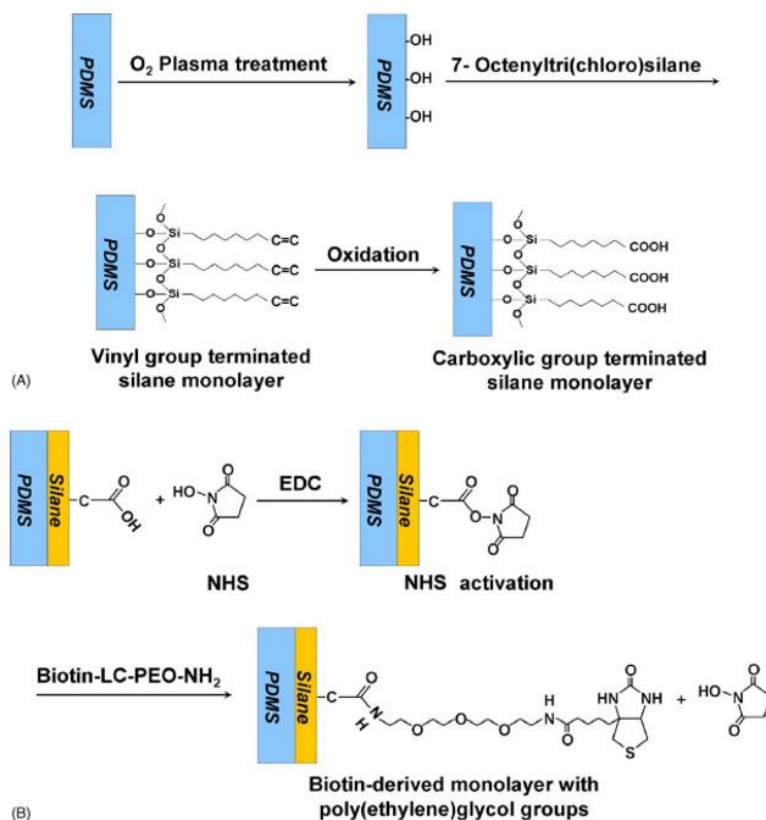 PDMS
O₂ Plasma treatment
PDMS
-OH
-OH
-OH
7- Octenyltri(chloro)silane
PDMS
O
O Si C=C
O
O Si C=C
O
O Si C=C
O
Oxidation
PDMS
O
O Si COOH
O
O Si COOH
O
O Si COOH
O
Vinyl group terminated
silane monolayer
Carboxylic group terminated
silane monolayer
(A)
PDMS
Silane
C
O
OH
+
HO
N
O
O
NHS
EDC
PDMS
Silane
C
O
O
N
O
O
NHS activation
Biotin-LC-PEO-NH₂
PDMS
Silane
C
O
N
H
O
O
O
NH
O
O
HN
NH
S
+
HO
N
O
O
Biotin-derived monolayer with
poly(ethylene)glycol groups
(B)